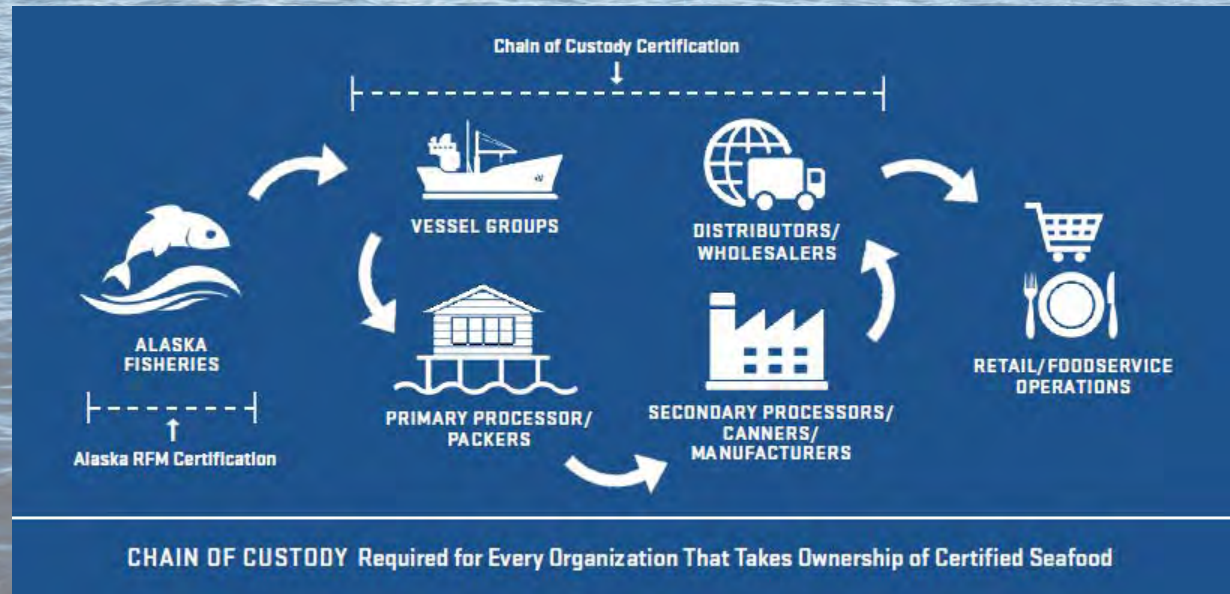 Chain of Custody Certification
VESSEL GROUPS
DISTRIBUTORS/
WHOLESALERS
ALASKA
FISHERIES
PRIMARY PROCESSOR/
PACKERS
SECONDARY PROCESSORS/
CANNERS/
MANUFACTURERS
RETAIL/FOODSERVICE
OPERATIONS
Alaska RFM Certification
CHAIN OF CUSTODY Required for Every Organization That Takes Ownership of Certified Seafood